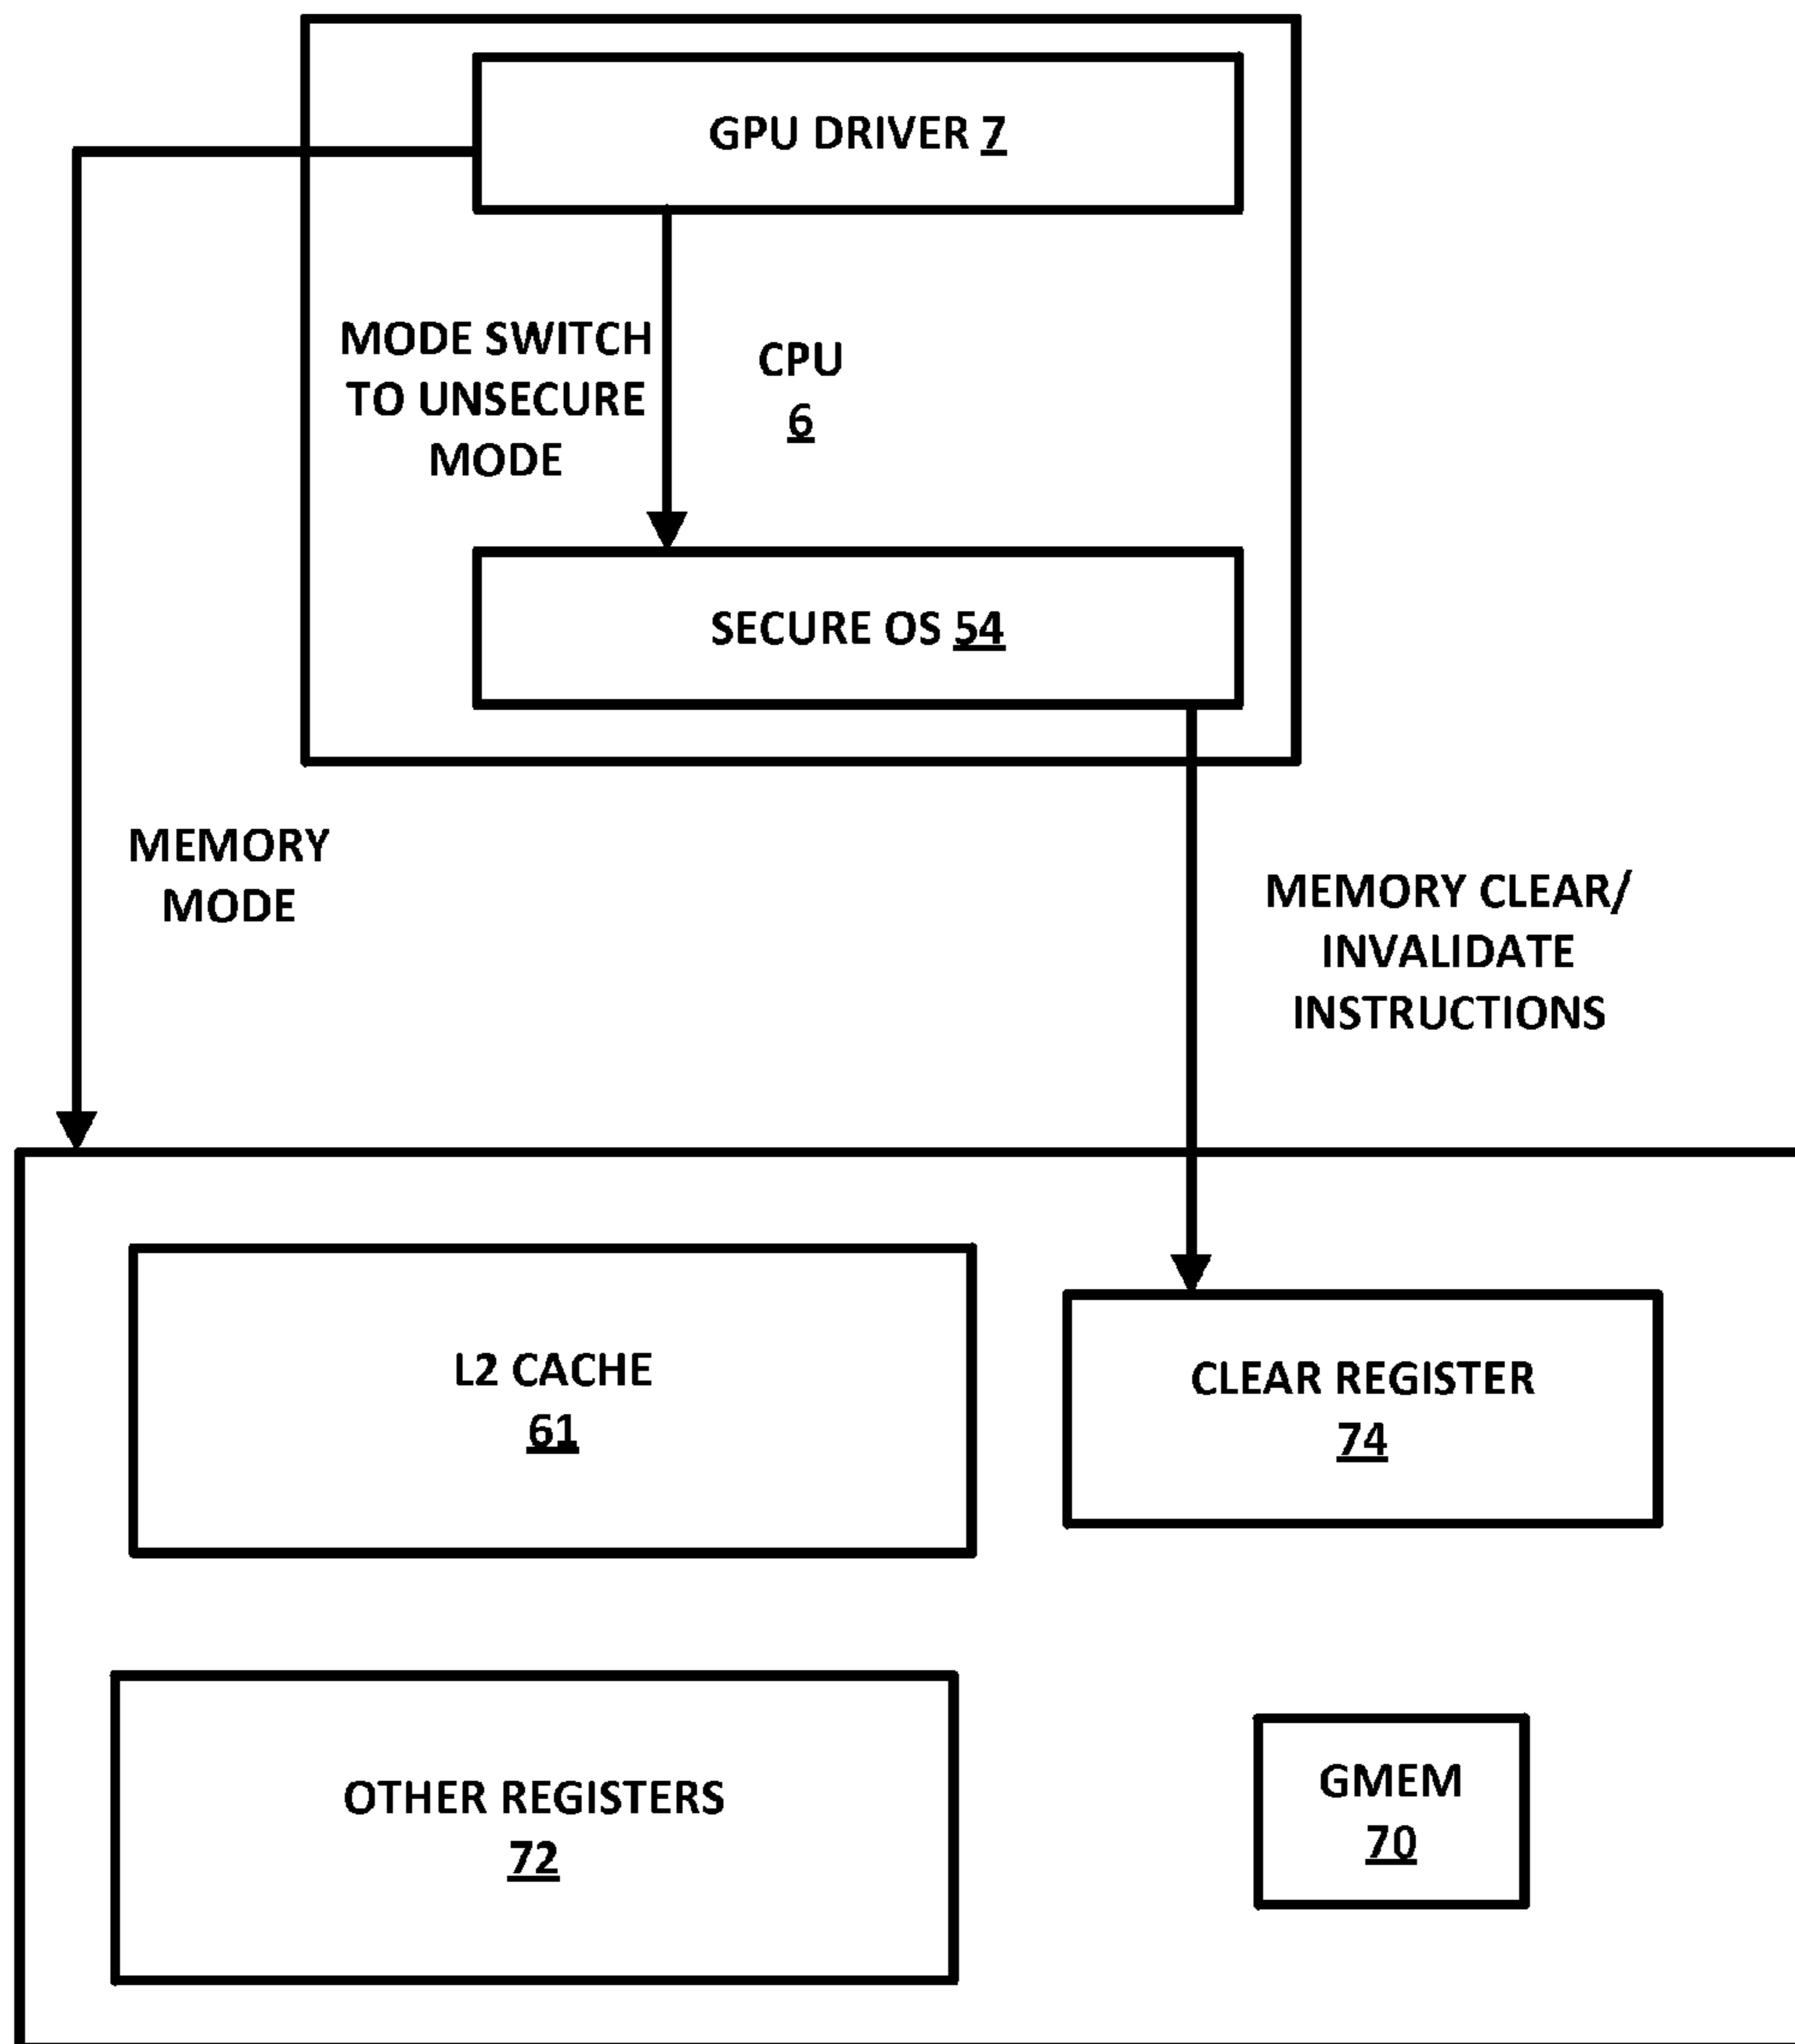 GPU DRIVER 7
MODE SWITCH
TO UNSECURE
MODE
CPU
6
SECURE OS 54
MEMORY
MODE
MEMORY CLEAR/
INVALIDATE
INSTRUCTIONS
L2 CACHE
61
CLEAR REGISTER
74
OTHER REGISTERS
72
GMEM
70